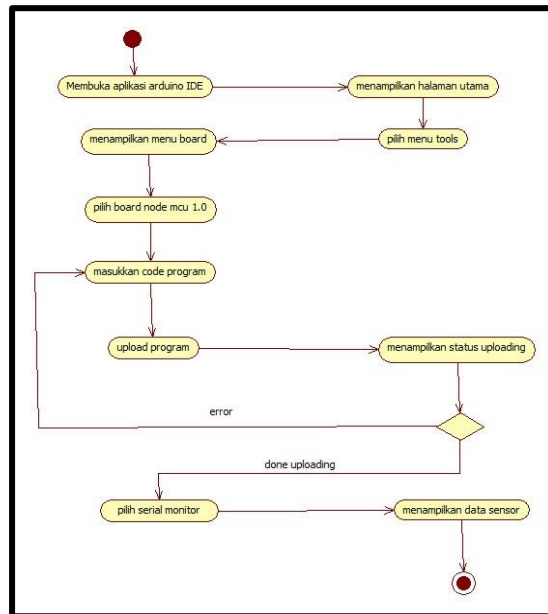 Membuka aplikasi arduino IDE
menampilkan halaman utama
menampilkan menu board
pilih menu tools
pilih board node mcu 1.0
masukkan code program
upload program
menampilkan status uploading
error
done uploading
pilih serial monitor
menampilkan data sensor